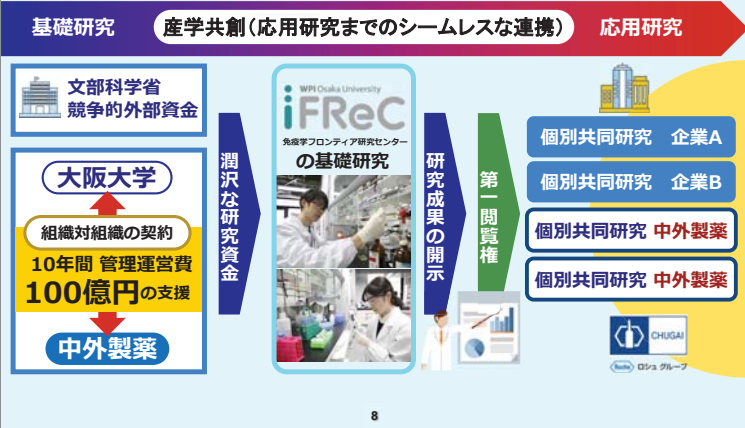 基礎研究
産学共創(応用研究までのシームレスな連携)
応用研究
文部科学省
競争的外部資金
大阪大学
組織対組織の契約
10年間 管理運営費
100億円の支援
中外製薬
潤沢な研究資金
WPI Osaka University
iFReC
免疫学フロンティア研究センター
の基礎研究
研究成果の開示
第一閲覧権
個別共同研究 企業A
個別共同研究 企業B
個別共同研究 中外製薬
個別共同研究 中外製薬
CHUGAI
Roche ロシュ グループ
8